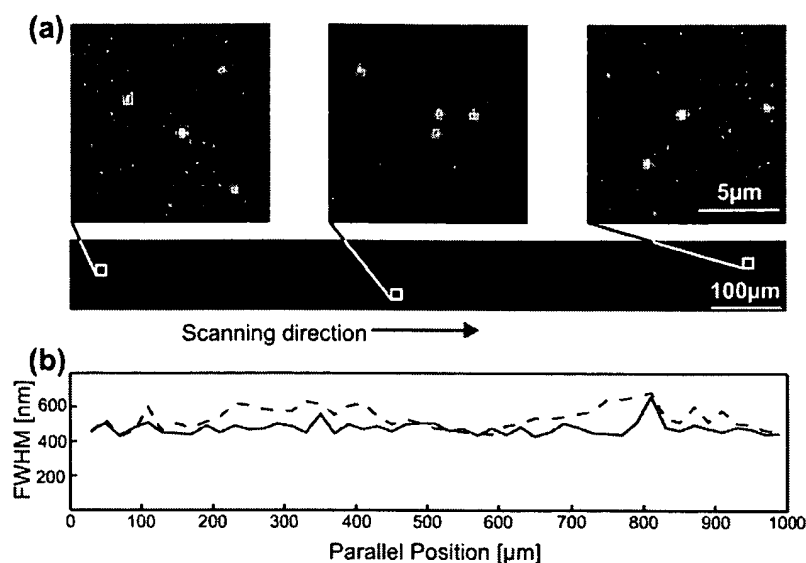 (a)
5μm
100μm
Scanning direction
(b)
FWHM [nm]
600
400
200
0 100 200 300 400 500 600 700 800 900 1000
Parallel Position [μm]